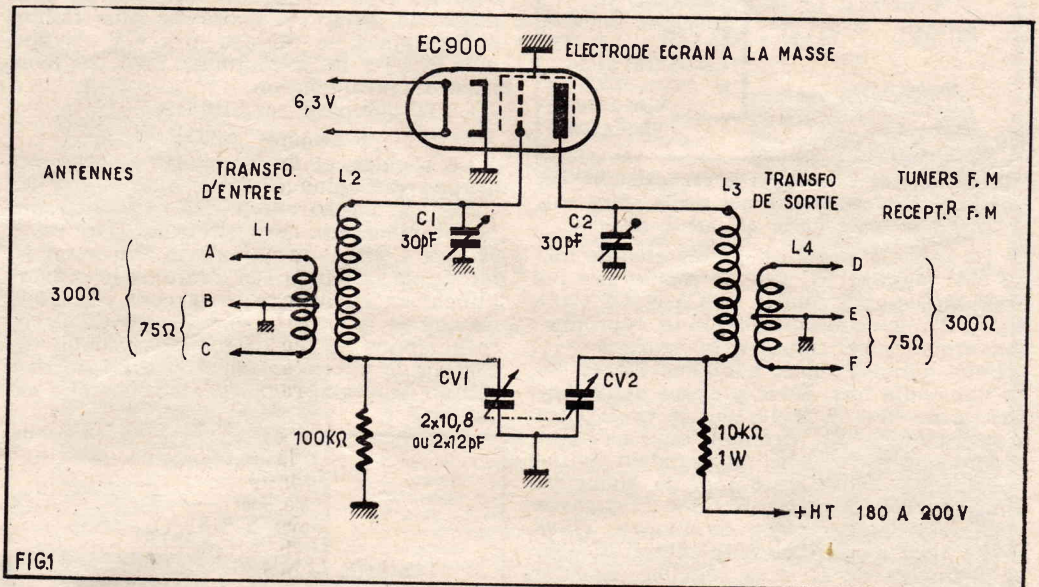 EC900
ELECTRODE ECRAN A LA MASSE
6,3V
ANTENNES
TRANSFO.
D'ENTREE
L2
L3
TRANSFO
DE SORTIE
TUNERS F. M
RECEPT.R F-M
C1
30pF
C2
30pF
L1
L4
A
B
C
300Ω
75Ω
D
E
F
75Ω
300Ω
CV1
CV2
2x10,8
ou 2x12pF
100KΩ
10KΩ
1W
+HT 180 A 200V
FIG.1